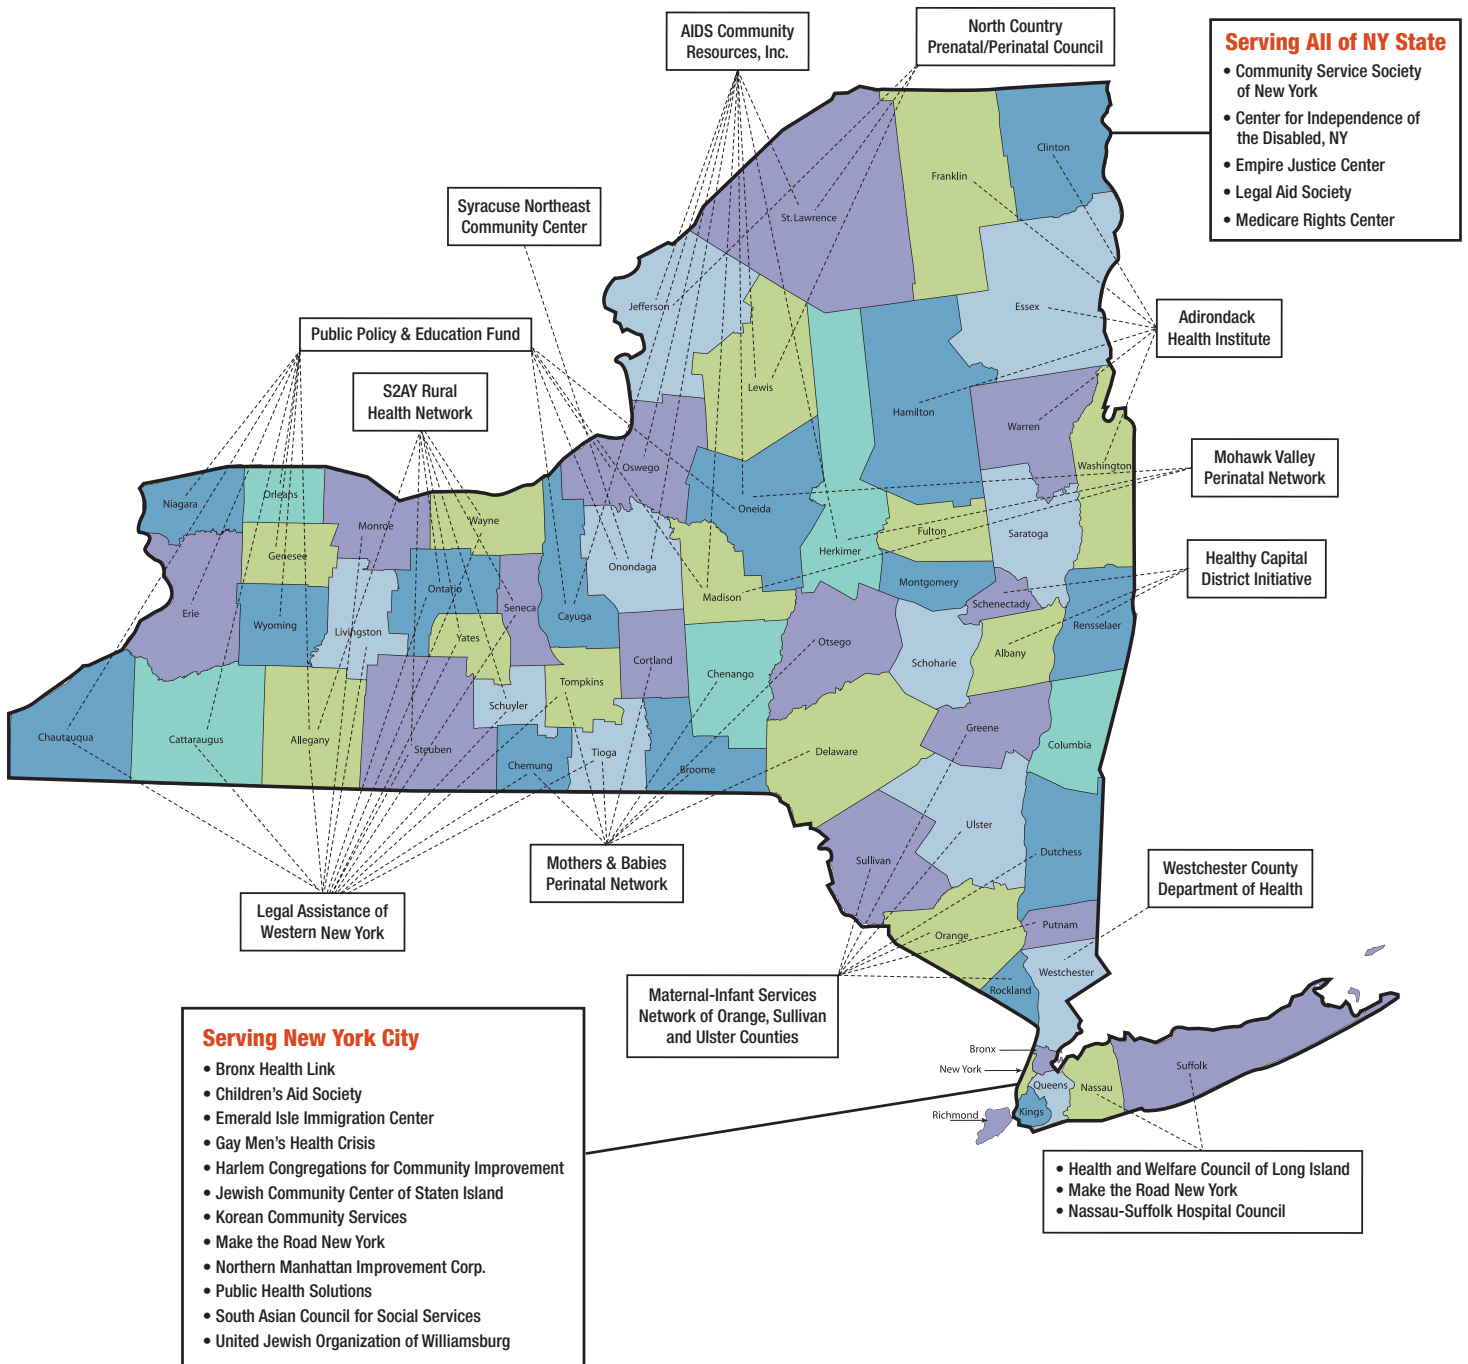 AIDS Community
Resources, Inc.
North Country
Prenatal/Perinatal Council
Serving All of NY State
• Community Service Society
of New York
• Center for Independence of
the Disabled, NY
• Empire Justice Center
• Legal Aid Society
• Medicare Rights Center
Syracuse Northeast
Community Center
Public Policy & Education Fund
S2AY Rural
Health Network
Adirondack
Health Institute
Mohawk Valley
Perinatal Network
Healthy Capital
District Initiative
Clinton
Franklin
St. Lawrence
Jefferson
Essex
Lewis
Hamilton
Warren
Washington
Oswego
Oneida
Herkimer
Fulton
Saratoga
Niagara
Orleans
Monroe
Wayne
Genesee
Onondaga
Madison
Montgomery
Schenectady
Rensselaer
Erie
Wyoming
Livingston
Ontario
Seneca
Yates
Cayuga
Cortland
Otsego
Schoharie
Albany
Chenango
Tompkins
Schuyler
Chautauqua
Cattaraugus
Allegany
Steuben
Chemung
Tioga
Broome
Delaware
Greene
Columbia
Ulster
Sullivan
Dutchess
Orange
Putnam
Westchester
Rockland
Bronx
New York
Queens
Nassau
Suffolk
Richmond
Kings
Mothers & Babies
Perinatal Network
Legal Assistance of
Western New York
Westchester County
Department of Health
Maternal-Infant Services
Network of Orange, Sullivan
and Ulster Counties
Serving New York City
• Bronx Health Link
• Children’s Aid Society
• Emerald Isle Immigration Center
• Gay Men’s Health Crisis
• Harlem Congregations for Community Improvement
• Jewish Community Center of Staten Island
• Korean Community Services
• Make the Road New York
• Northern Manhattan Improvement Corp.
• Public Health Solutions
• South Asian Council for Social Services
• United Jewish Organization of Williamsburg
• Health and Welfare Council of Long Island
• Make the Road New York
• Nassau-Suffolk Hospital Council